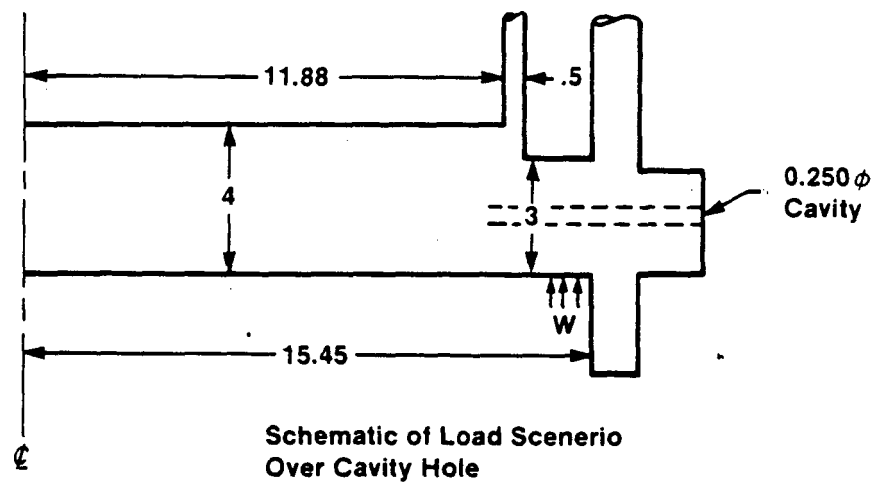 11.88
.5
4
3
0.250 φ
Cavity
W
15.45
Schematic of Load Scenerio
Over Cavity Hole
℄